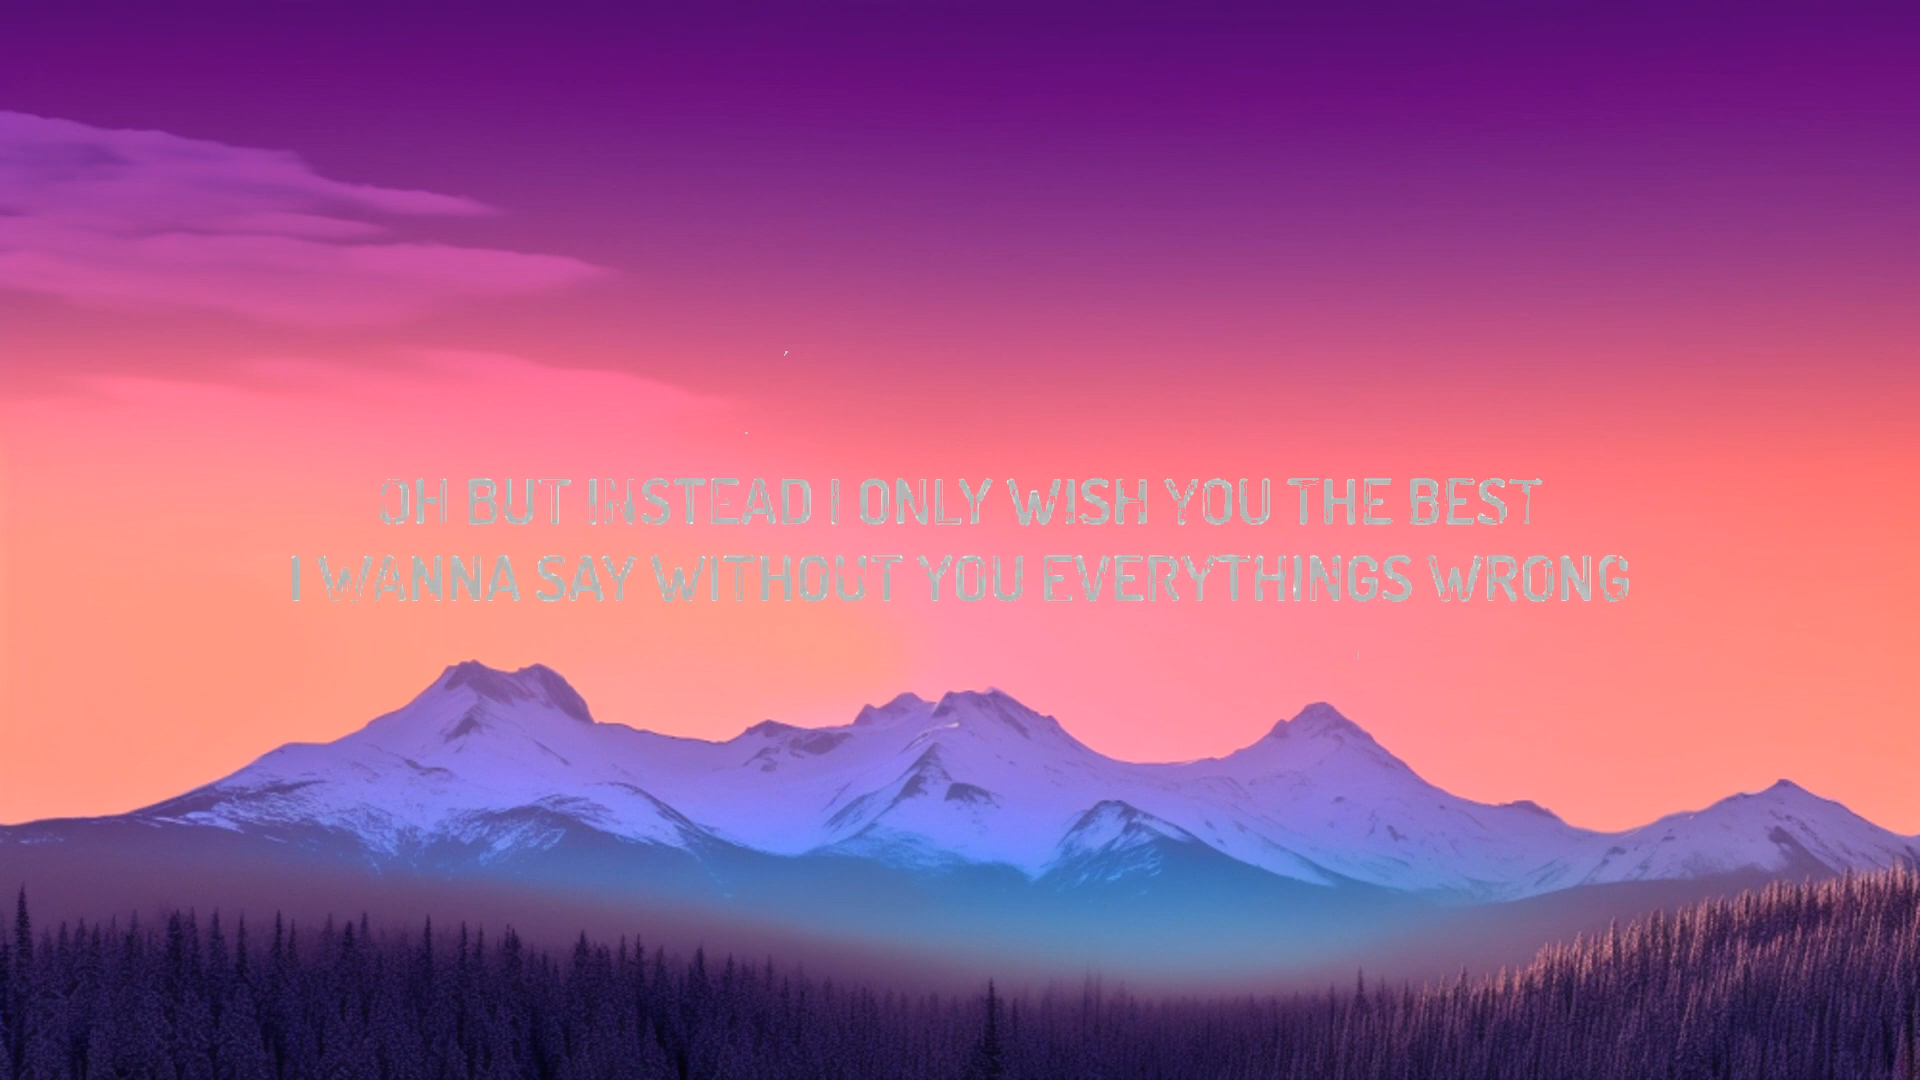 OH BUT INSTEAD I ONLY WISH YOU THE BEST
I WANNA SAY WITHOUT YOU EVERYTHINGS WRONG